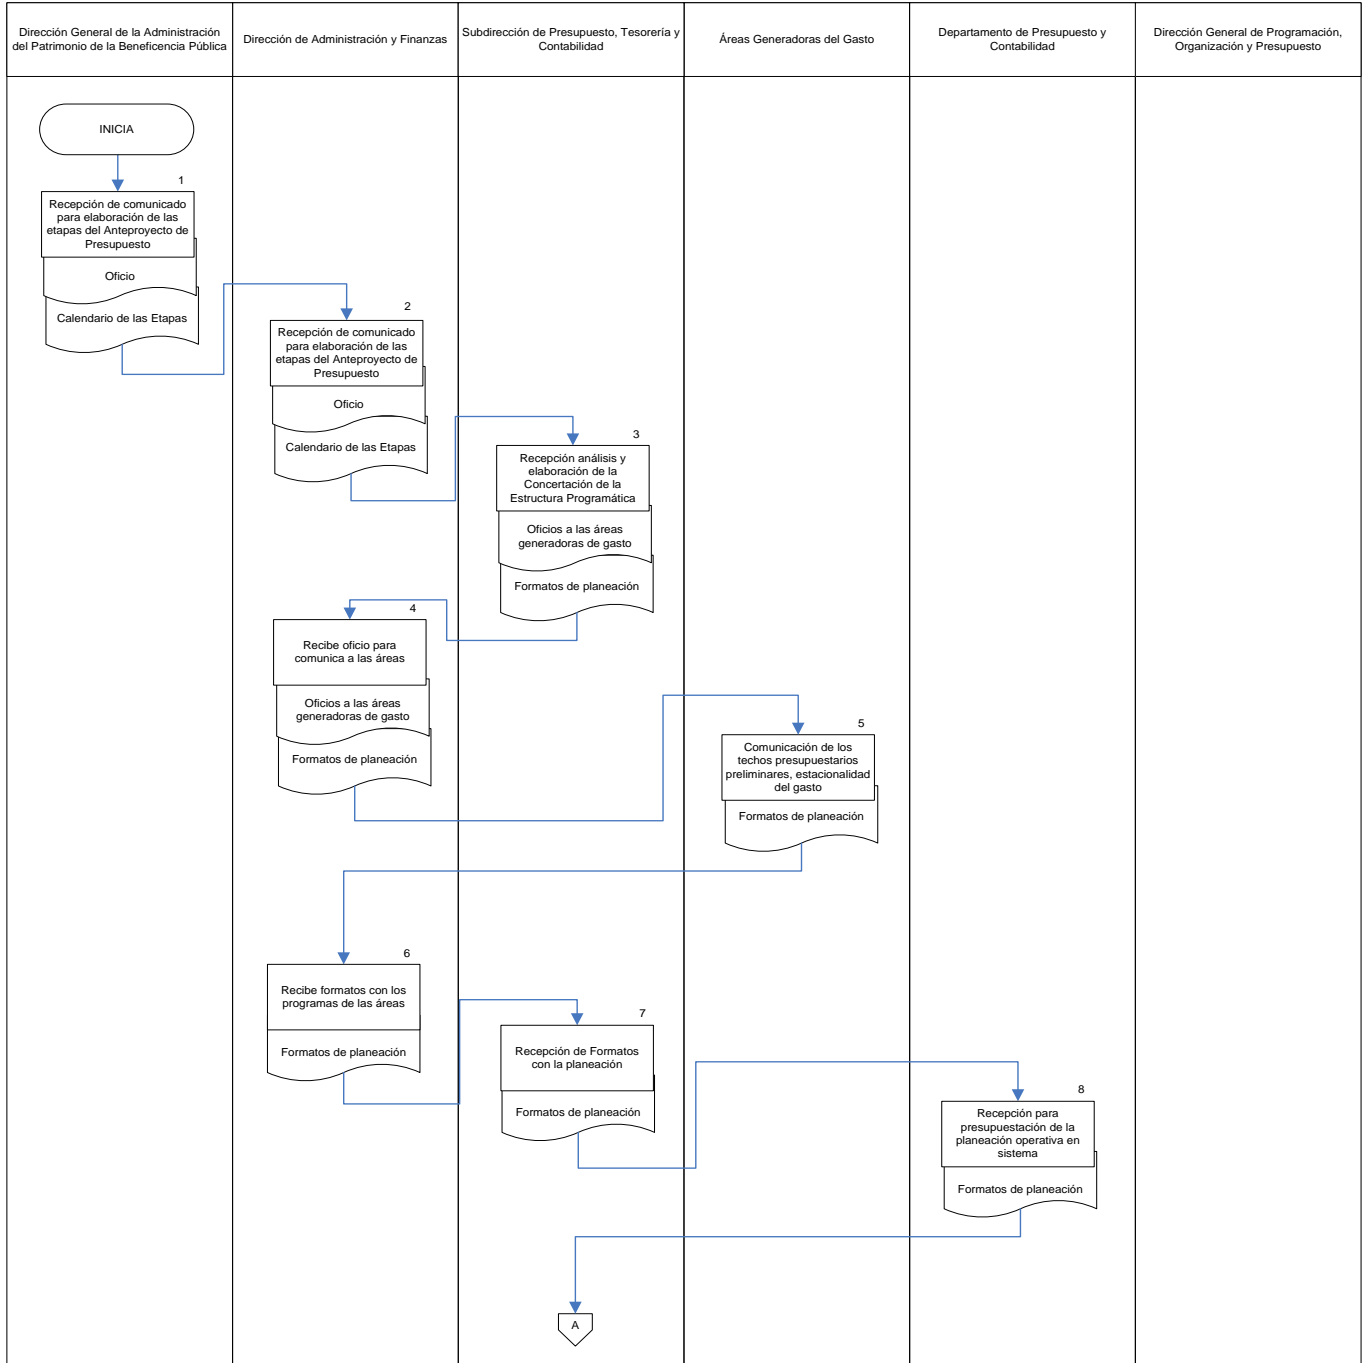 Dirección General de la Administración
del Patrimonio de la Beneficencia Pública
Dirección de Administración y Finanzas
Subdirección de Presupuesto, Tesorería y
Contabilidad
Áreas Generadoras del Gasto
Departamento de Presupuesto y
Contabilidad
Dirección General de Programación,
Organización y Presupuesto
INICIA
1
Recepción de comunicado
para elaboración de las
etapas del Anteproyecto de
Presupuesto
Oficio
Calendario de las Etapas
2
Recepción de comunicado
para elaboración de las
etapas del Anteproyecto de
Presupuesto
Oficio
Calendario de las Etapas
3
Recepción análisis y
elaboración de la
Concertación de la
Estructura Programática
Oficios a las áreas
generadoras de gasto
Formatos de planeación
4
Recibe oficio para
comunica a las áreas
Oficios a las áreas
generadoras de gasto
Formatos de planeación
5
Comunicación de los
techos presupuestarios
preliminares, estacionalidad
del gasto
Formatos de planeación
6
Recibe formatos con los
programas de las áreas
Formatos de planeación
7
Recepción de Formatos
con la planeación
Formatos de planeación
8
Recepción para
presupuestación de la
planeación operativa en
sistema
Formatos de planeación
A